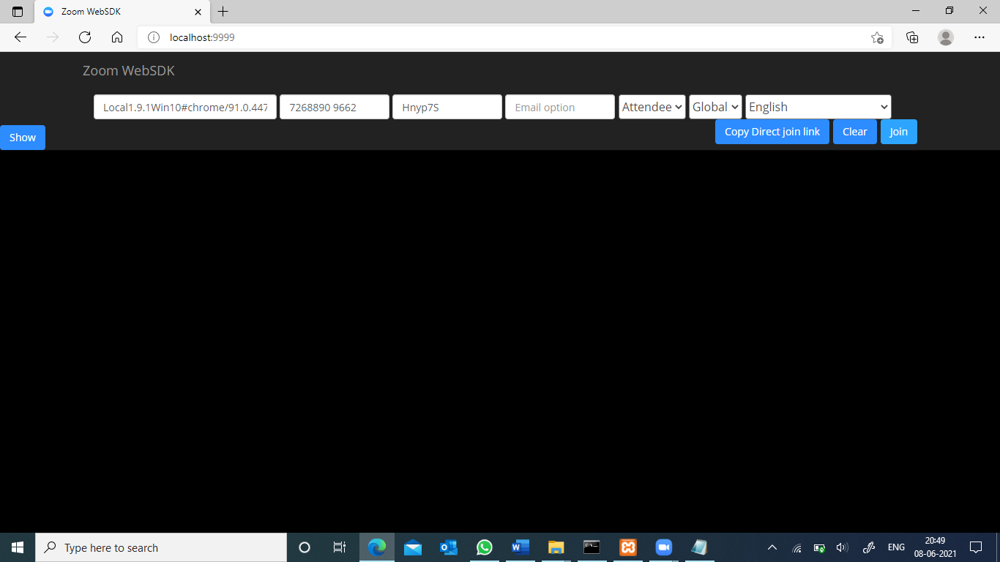 Zoom WebSDK
localhost:9999
Zoom WebSDK
Local1.9.1Win10#chrome/91.0.447 7268890 9662 Hnyp7S Email option Attendee Global English
Show Copy Direct join link Clear Join
Type here to search ENG 20:49
08-06-2021